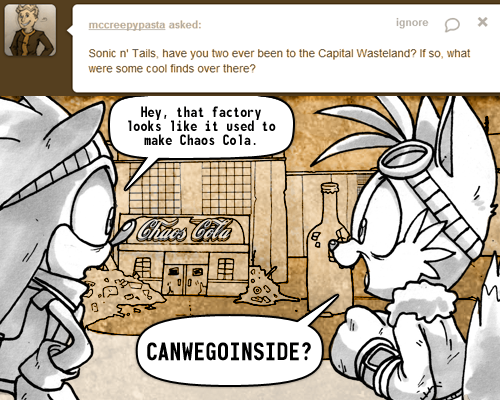 mccreepypasta asked:
ignore
Sonic n' Tails, have you two ever been to the Capital Wasteland? If so, what
were some cool finds over there?
Hey, that factory
looks like it used to
make Chaos Cola.
Chaos Cola
CANWEGOINSIDE?